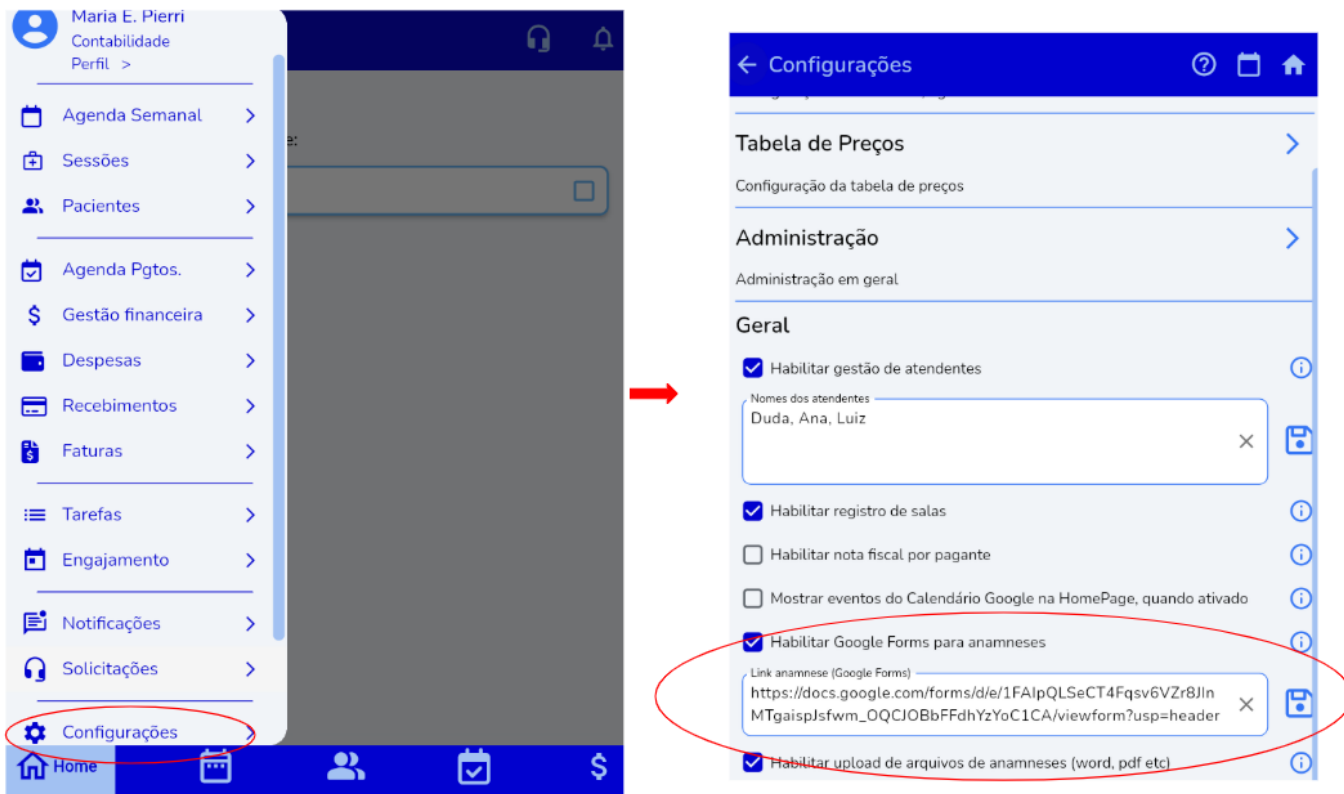 Maria E. Pierri
Contabilidade
Perfil >
Agenda Semanal
Sessões
Pacientes
Agenda Pgtos.
Gestão financeira
Despesas
Recebimentos
Faturas
Tarefas
Engajamento
Notificações
Solicitações
Configurações
Home
e:
Configurações
Tabela de Preços
Configuração da tabela de preços
Administração
Administração em geral
Geral
Habilitar gestão de atendentes
Nomes dos atendentes
Duda, Ana, Luiz
Habilitar registro de salas
Habilitar nota fiscal por pagante
Mostrar eventos do Calendário Google na HomePage, quando ativado
Habilitar Google Forms para anamneses
Link anamnese (Google Forms)
https://docs.google.com/forms/d/e/1FAIpQLSeCT4Fqsv6VZr8JIn
MTgaispJsfwm_OQCJOBbFFdhYzYoC1CA/viewform?usp=header
Habilitar upload de arquivos de anamneses (word, pdf etc)